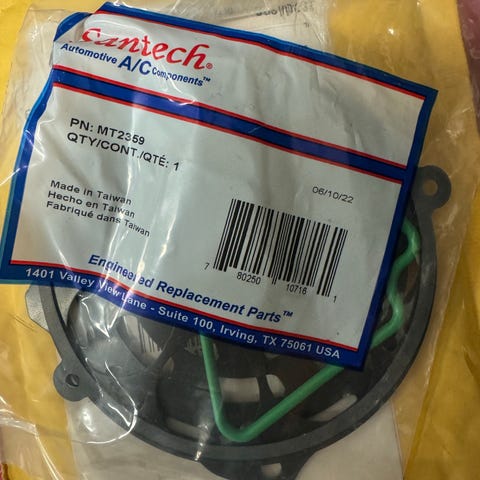 Santech®
Automotive A/C Components™
PN: MT2359
QTY/CONT./QTÉ: 1
06/10/22
Made in Taiwan
Hecho en Taiwan
Fabriqué dans Taiwan
7 80250 10716 1
Engineered Replacement Parts™
1401 Valley View Lane - Suite 100, Irving, TX 75061 USA